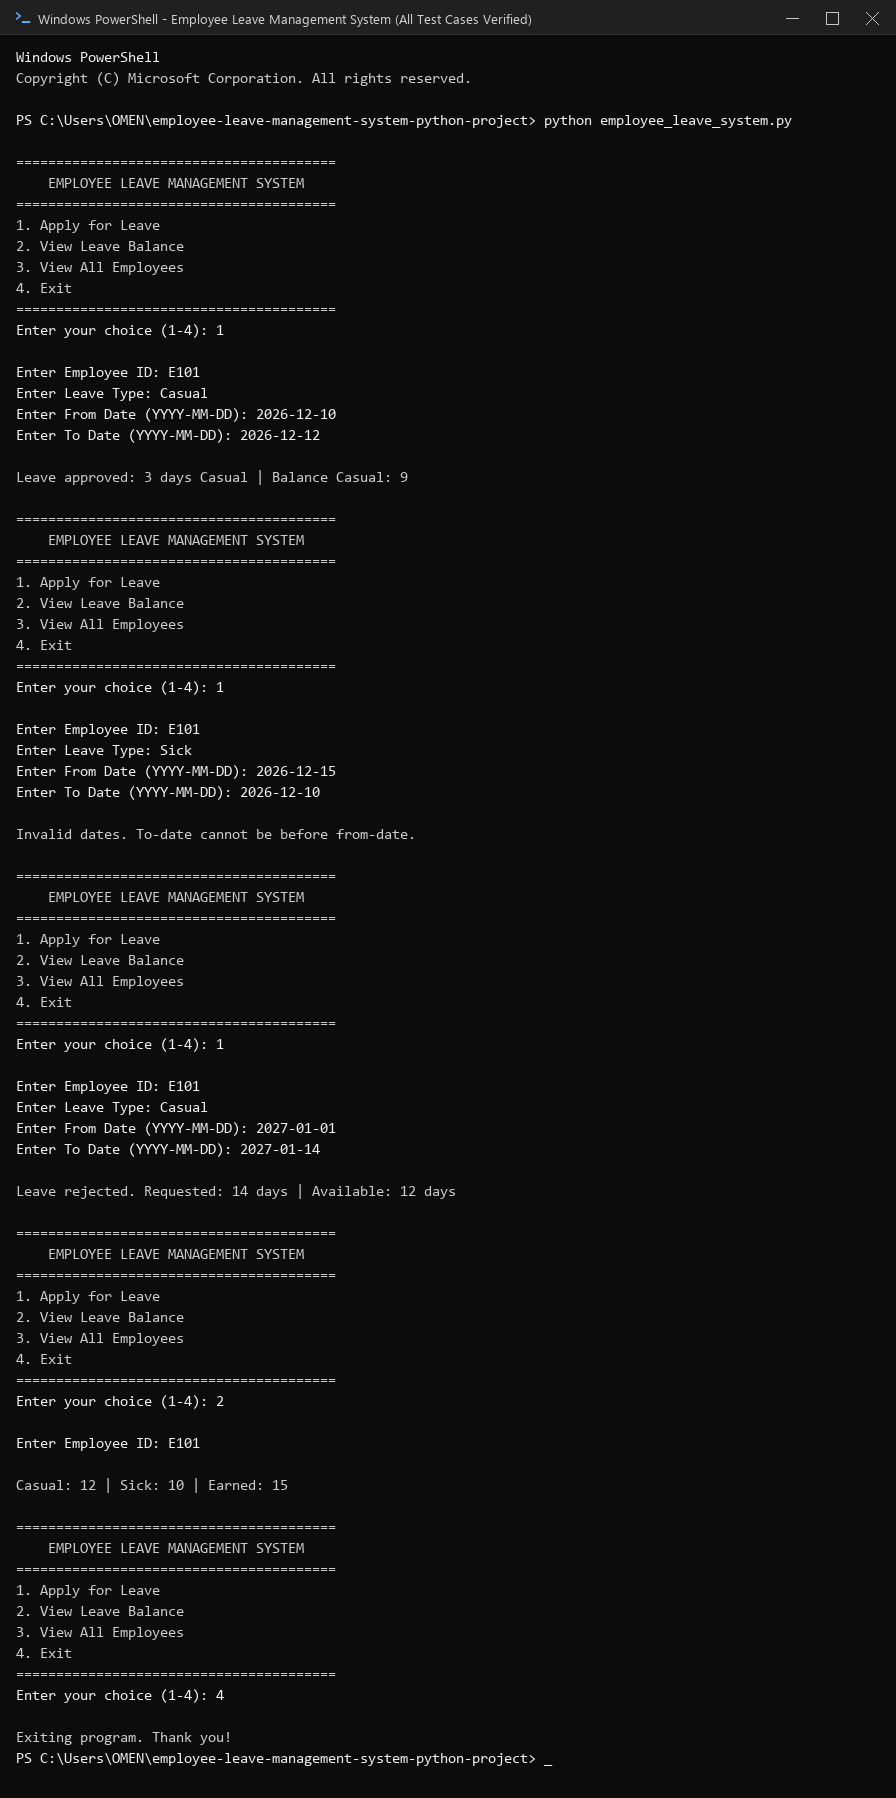 Windows PowerShell - Employee Leave Management System (All Test Cases Verified)
Windows PowerShell
Copyright (C) Microsoft Corporation. All rights reserved.
PS C:\Users\OMEN\employee-leave-management-system-python-project> python employee_leave_system.py
========================================
    EMPLOYEE LEAVE MANAGEMENT SYSTEM
========================================
1. Apply for Leave
2. View Leave Balance
3. View All Employees
4. Exit
========================================
Enter your choice (1-4): 1
Enter Employee ID: E101
Enter Leave Type: Casual
Enter From Date (YYYY-MM-DD): 2026-12-10
Enter To Date (YYYY-MM-DD): 2026-12-12
Leave approved: 3 days Casual | Balance Casual: 9
========================================
    EMPLOYEE LEAVE MANAGEMENT SYSTEM
========================================
1. Apply for Leave
2. View Leave Balance
3. View All Employees
4. Exit
========================================
Enter your choice (1-4): 1
Enter Employee ID: E101
Enter Leave Type: Sick
Enter From Date (YYYY-MM-DD): 2026-12-15
Enter To Date (YYYY-MM-DD): 2026-12-10
Invalid dates. To-date cannot be before from-date.
========================================
    EMPLOYEE LEAVE MANAGEMENT SYSTEM
========================================
1. Apply for Leave
2. View Leave Balance
3. View All Employees
4. Exit
========================================
Enter your choice (1-4): 1
Enter Employee ID: E101
Enter Leave Type: Casual
Enter From Date (YYYY-MM-DD): 2027-01-01
Enter To Date (YYYY-MM-DD): 2027-01-14
Leave rejected. Requested: 14 days | Available: 12 days
========================================
    EMPLOYEE LEAVE MANAGEMENT SYSTEM
========================================
1. Apply for Leave
2. View Leave Balance
3. View All Employees
4. Exit
========================================
Enter your choice (1-4): 2
Enter Employee ID: E101
Casual: 12 | Sick: 10 | Earned: 15
========================================
    EMPLOYEE LEAVE MANAGEMENT SYSTEM
========================================
1. Apply for Leave
2. View Leave Balance
3. View All Employees
4. Exit
========================================
Enter your choice (1-4): 4
Exiting program. Thank you!
PS C:\Users\OMEN\employee-leave-management-system-python-project> _